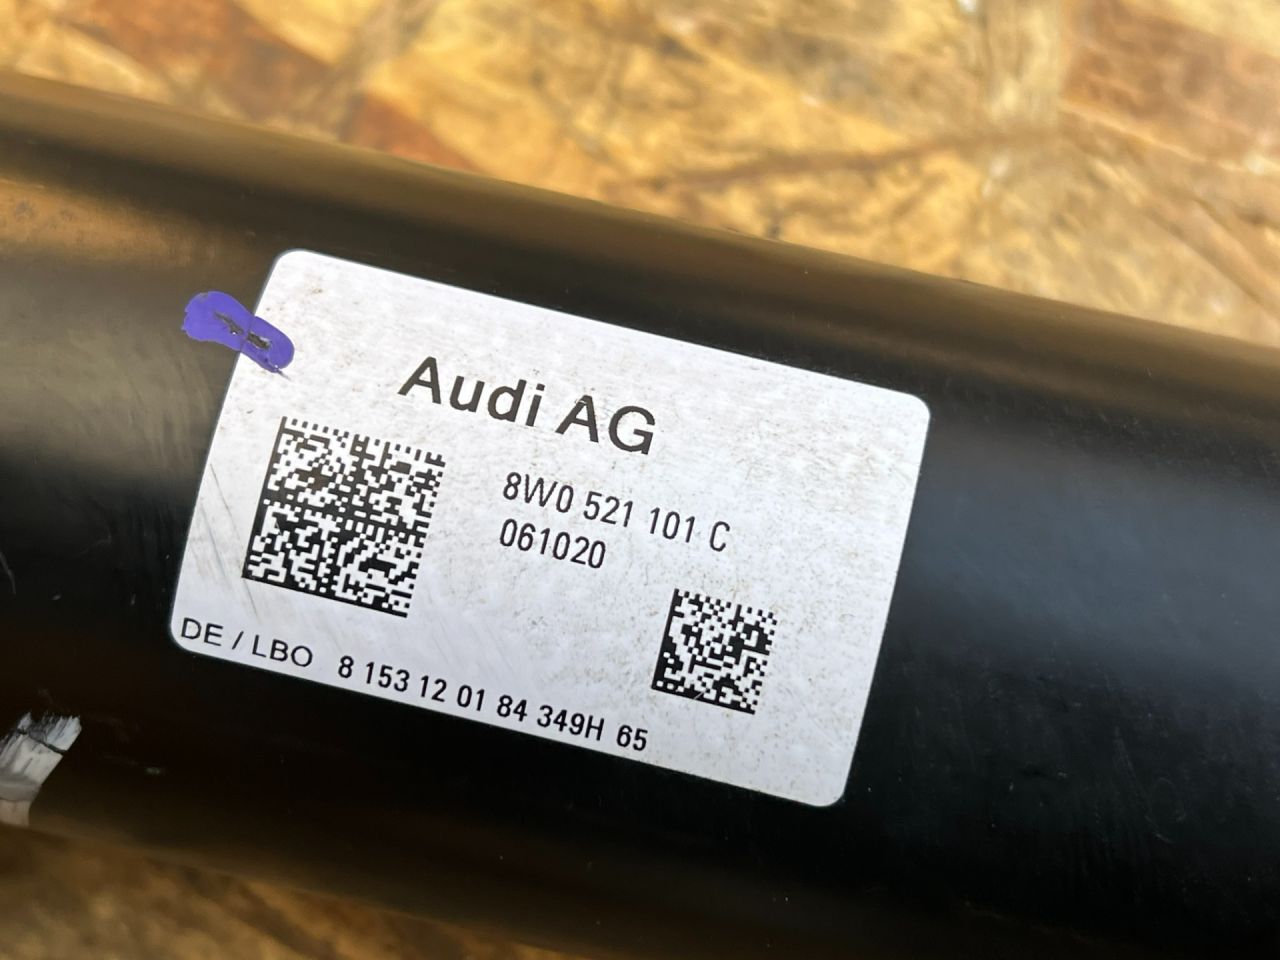 Audi AG
8W0 521 101 C
061020
DE / LBO 8 153 12 01 84 349H 65